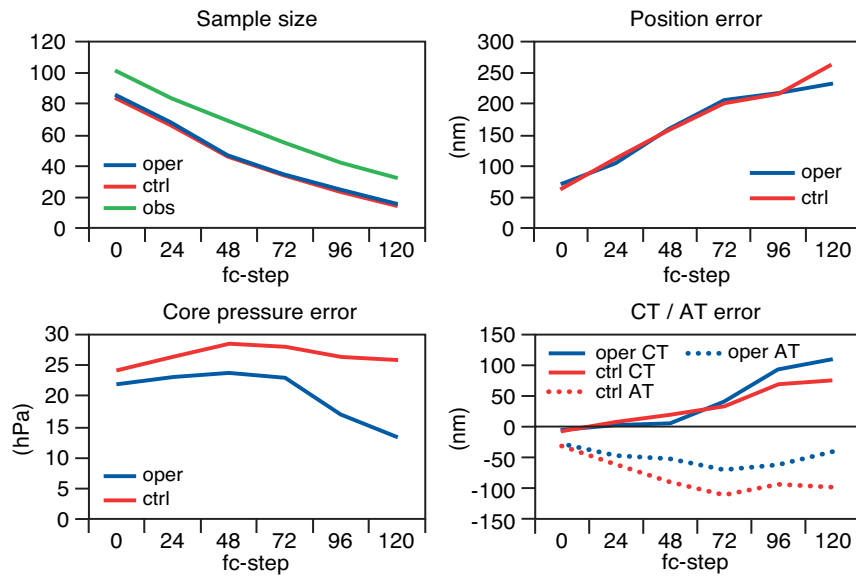 Sample size
120
100
80
60
40
20
0
oper
ctrl
obs
0 24 48 72 96 120
fc-step
Position error
300
250
200
150
100
50
0
(nm)
oper
ctrl
0 24 48 72 96 120
fc-step
Core pressure error
30
25
20
15
10
5
0
(hPa)
oper
ctrl
0 24 48 72 96 120
fc-step
CT / AT error
150
100
50
0
-50
-100
-150
(nm)
oper CT oper AT
ctrl CT
ctrl AT
0 24 48 72 96 120
fc-step